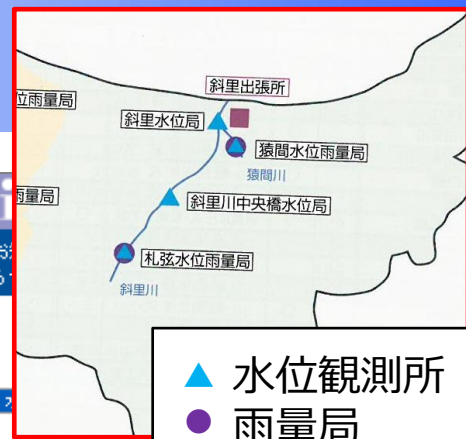 斜里出張所
位雨量局
斜里水位局
猿間水位雨量局
猿間川
雨量局
斜里川中央橋水位局
札弦水位雨量局
斜里川
水位観測所
雨量局